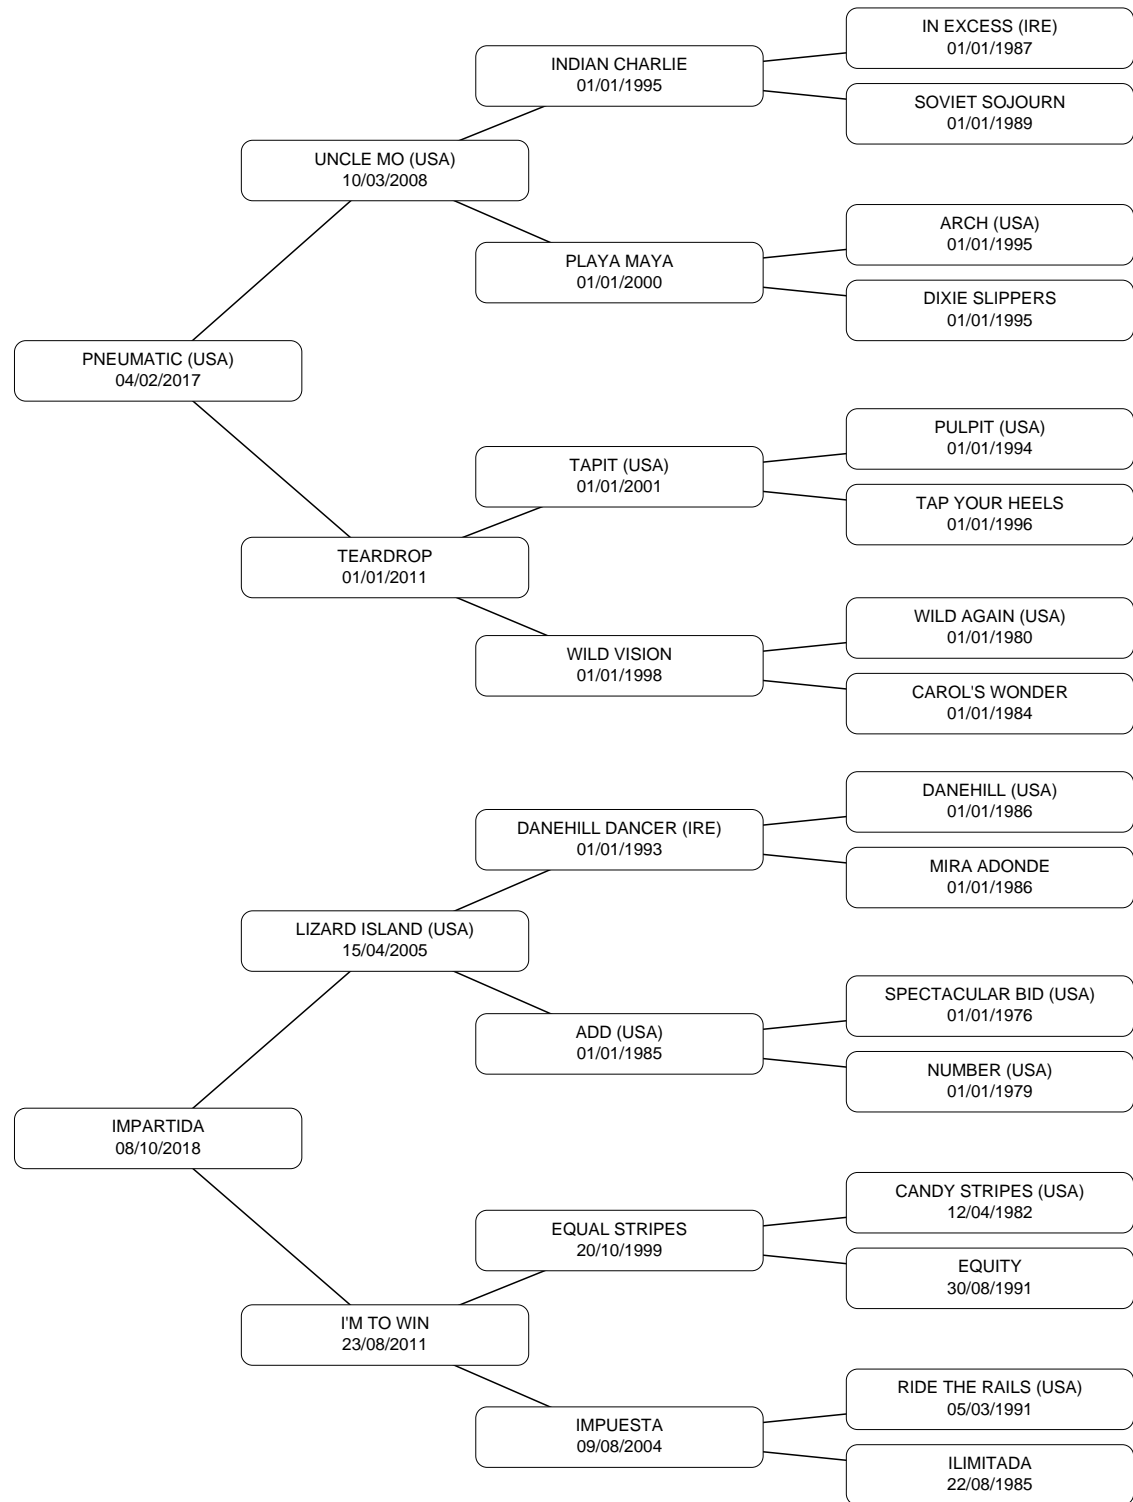 IN EXCESS (IRE)
01/01/1987
INDIAN CHARLIE
01/01/1995
SOVIET SOJOURN
01/01/1989
UNCLE MO (USA)
10/03/2008
ARCH (USA)
01/01/1995
PLAYA MAYA
01/01/2000
DIXIE SLIPPERS
01/01/1995
PNEUMATIC (USA)
04/02/2017
PULPIT (USA)
01/01/1994
TAPIT (USA)
01/01/2001
TAP YOUR HEELS
01/01/1996
TEARDROP
01/01/2011
WILD AGAIN (USA)
01/01/1980
WILD VISION
01/01/1998
CAROL'S WONDER
01/01/1984
DANEHILL (USA)
01/01/1986
DANEHILL DANCER (IRE)
01/01/1993
MIRA ADONDE
01/01/1986
LIZARD ISLAND (USA)
15/04/2005
SPECTACULAR BID (USA)
01/01/1976
ADD (USA)
01/01/1985
NUMBER (USA)
01/01/1979
IMPARTIDA
08/10/2018
CANDY STRIPES (USA)
12/04/1982
EQUAL STRIPES
20/10/1999
EQUITY
30/08/1991
I'M TO WIN
23/08/2011
RIDE THE RAILS (USA)
05/03/1991
IMPUESTA
09/08/2004
ILIMITADA
22/08/1985